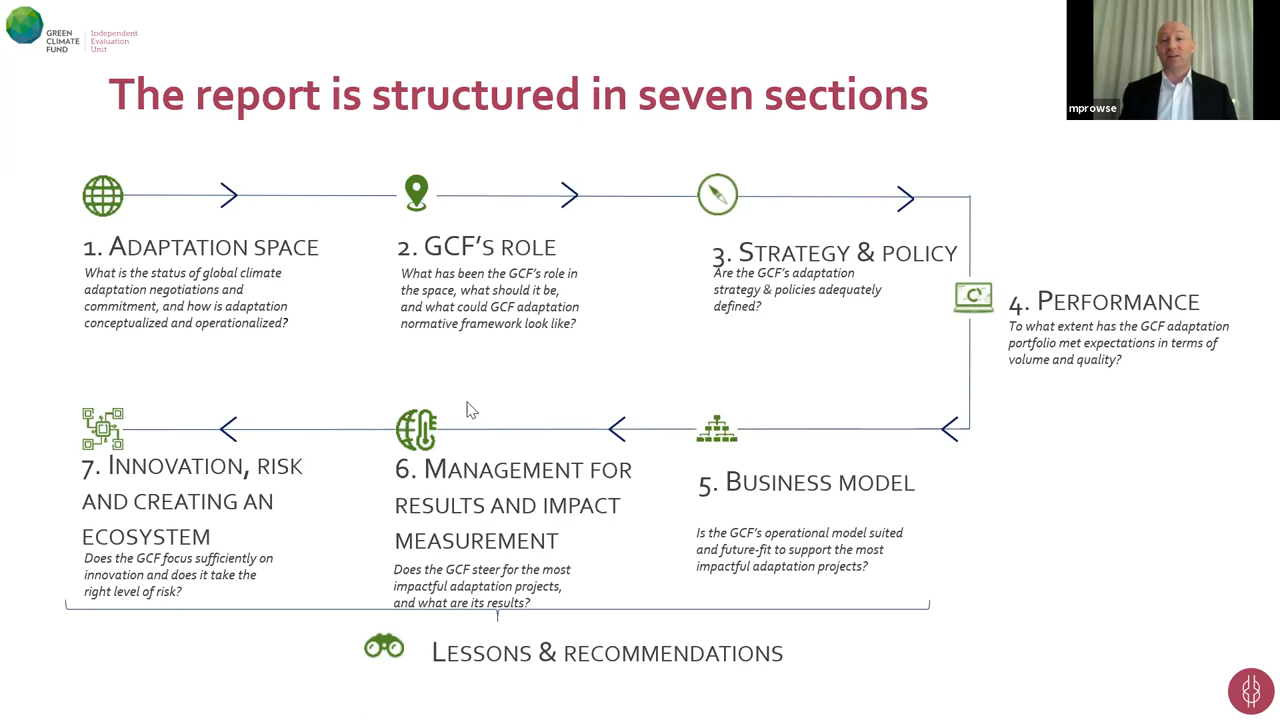 GREEN
CLIMATE
FUND
Independent
Evaluation
Unit
mprowse
The report is structured in seven sections
1. ADAPTATION SPACE
What is the status of global climate
adaptation negotiations and
commitment, and how is adaptation
conceptualized and operationalized?
2. GCF'S ROLE
What has been the GCF's role in
the space, what should it be,
and what could GCF adaptation
normative framework look like?
3. STRATEGY & POLICY
Are the GCF's adaptation
strategy & policies adequately
defined?
4. PERFORMANCE
To what extent has the GCF adaptation
portfolio met expectations in terms of
volume and quality?
5. BUSINESS MODEL
Is the GCF's operational model suited
and future-fit to support the most
impactful adaptation projects?
6. MANAGEMENT FOR
RESULTS AND IMPACT
MEASUREMENT
Does the GCF steer for the most
impactful adaptation projects,
and what are its results?
7. INNOVATION, RISK
AND CREATING AN
ECOSYSTEM
Does the GCF focus sufficiently on
innovation and does it take the
right level of risk?
LESSONS & RECOMMENDATIONS